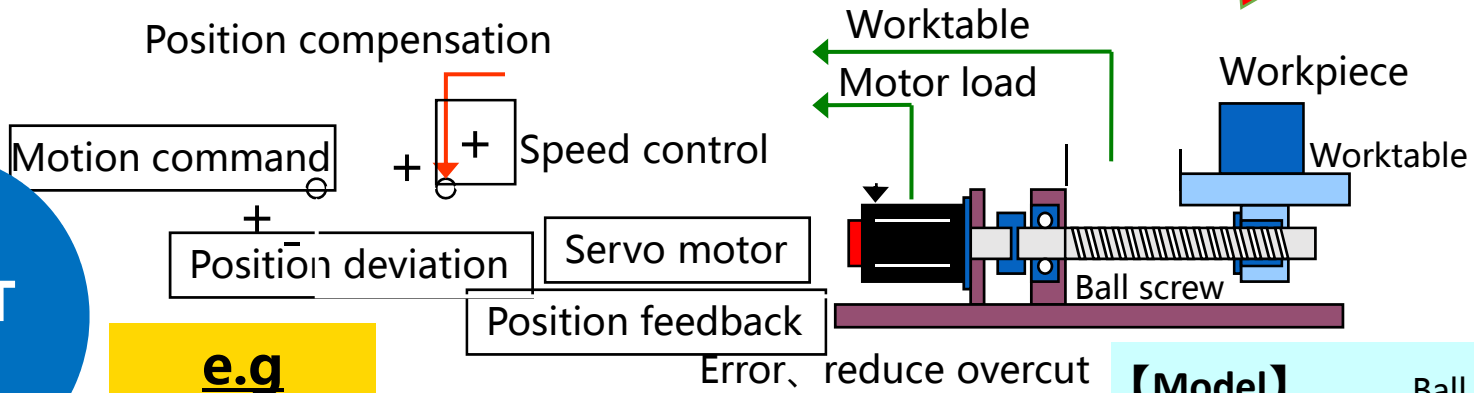 Position compensation
Worktable
Motor load
Workpiece
Motion command
+
+
Speed control
Worktable
+
-
Position deviation
Servo motor
Ball screw
Position feedback
T
e.g
Error、reduce overcut
【Model】
Ball